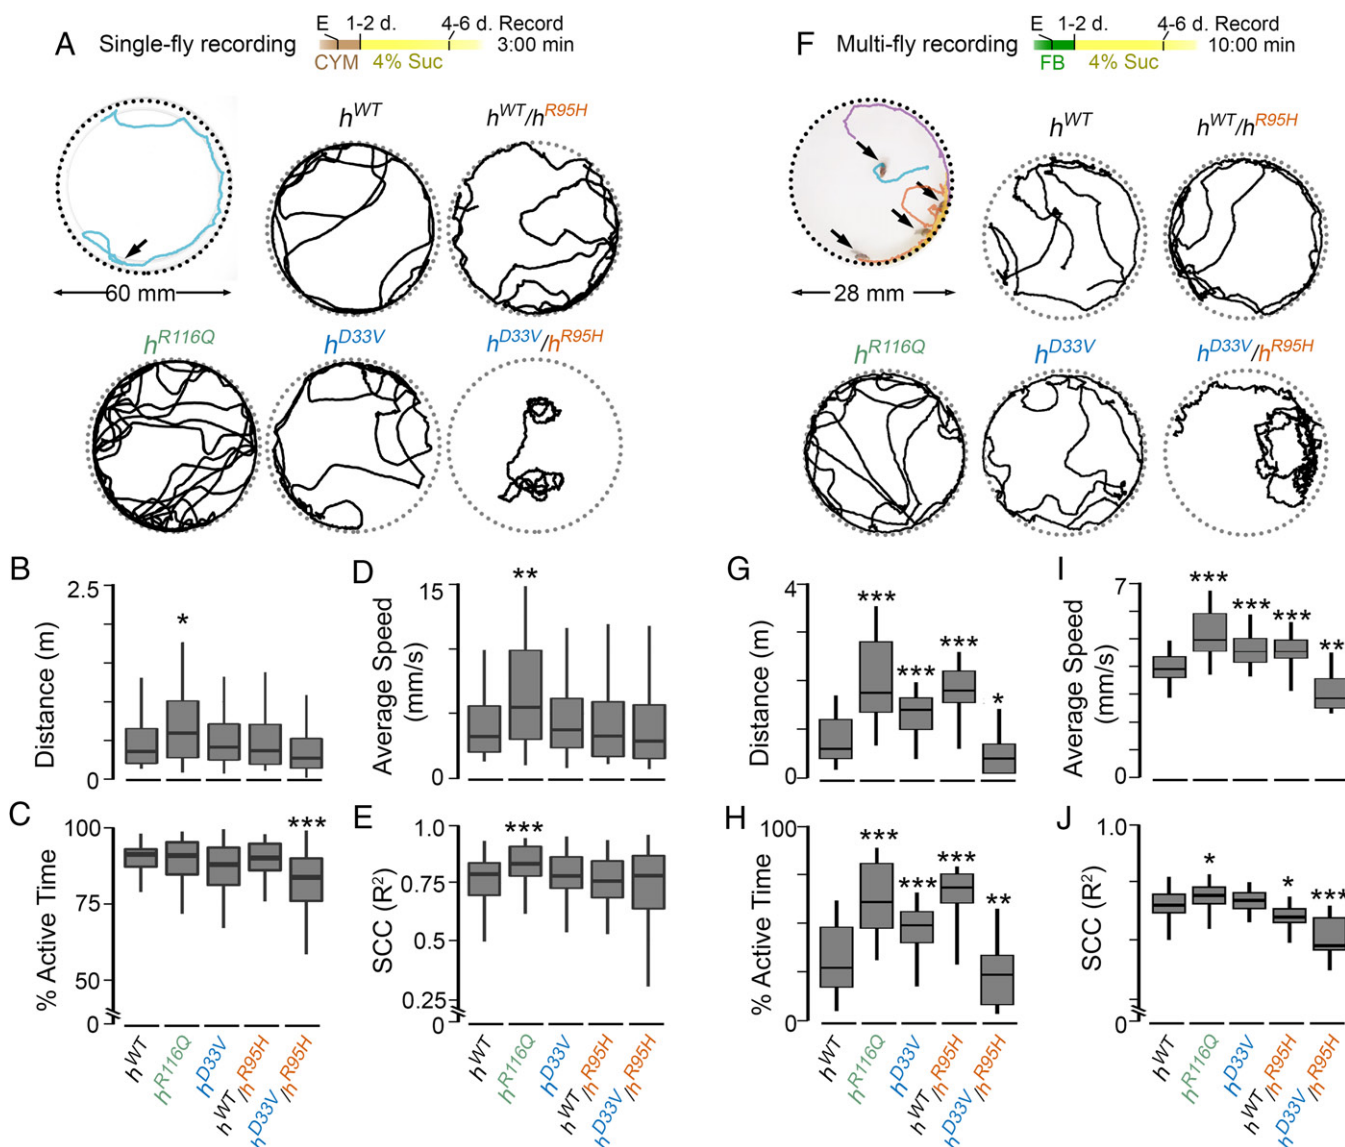 A Single-fly recording
E 1-2 d. 4-6 d. Record
CYM 4% Suc 3:00 min
60 mm
hWT
hWT/hR95H
hR116Q
hD33V
hD33V/hR95H
F Multi-fly recording
E 1-2 d. 4-6 d. Record
FB 4% Suc 10:00 min
28 mm
hWT
hWT/hR95H
hR116Q
hD33V
hD33V/hR95H
B
Distance (m)
2.5
0
*
D
Average Speed
(mm/s)
15
0
**
G
Distance (m)
4
0
*** *** *** *
I
Average Speed
(mm/s)
7
0
*** *** *** **
C
% Active Time
100
75
50
0
***
hWT hR116Q hD33V hWT/hR95H hD33V/hR95H
E
SCC (R2)
1.0
0.75
0.5
0.25
0
***
hWT hR116Q hD33V hWT/hR95H hD33V/hR95H
H
% Active Time
100
0
*** *** *** **
hWT hR116Q hD33V hWT/hR95H hD33V/hR95H
J
SCC (R2)
1.0
0
* * ***
hWT hR116Q hD33V hWT/hR95H hD33V/hR95H